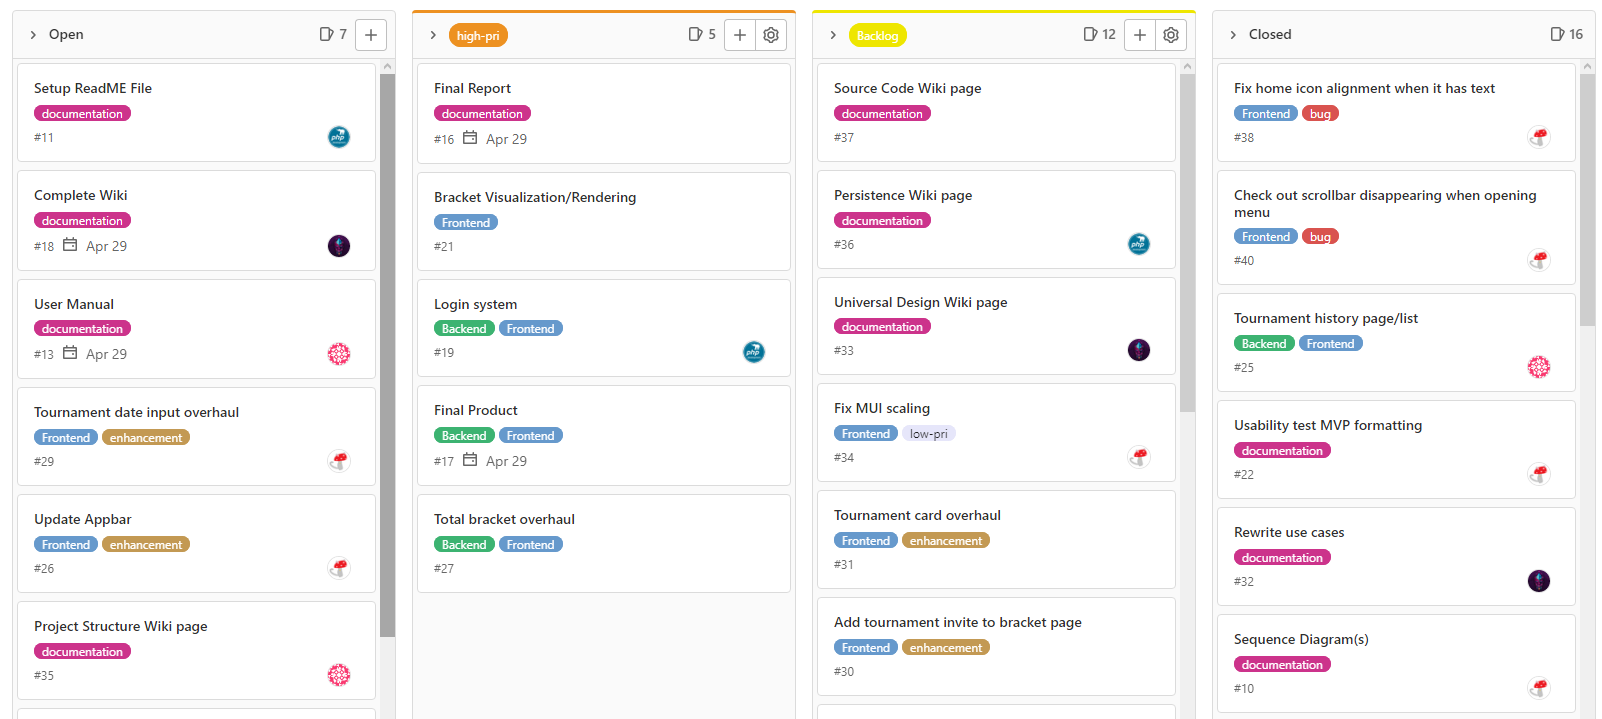 Open
7
Setup ReadME File
documentation
#11
php
Complete Wiki
documentation
#18 Apr 29
User Manual
documentation
#13 Apr 29
Tournament date input overhaul
Frontend enhancement
#29
Update Appbar
Frontend enhancement
#26
Project Structure Wiki page
documentation
#35
high-pri
5
Final Report
documentation
#16 Apr 29
Bracket Visualization/Rendering
Frontend
#21
Login system
Backend Frontend
#19
php
Final Product
Backend Frontend
#17 Apr 29
Total bracket overhaul
Backend Frontend
#27
Backlog
12
Source Code Wiki page
documentation
#37
Persistence Wiki page
documentation
#36
php
Universal Design Wiki page
documentation
#33
Fix MUI scaling
Frontend low-pri
#34
Tournament card overhaul
Frontend enhancement
#31
Add tournament invite to bracket page
Frontend enhancement
#30
Closed
16
Fix home icon alignment when it has text
Frontend bug
#38
Check out scrollbar disappearing when opening
menu
Frontend bug
#40
Tournament history page/list
Backend Frontend
#25
Usability test MVP formatting
documentation
#22
Rewrite use cases
documentation
#32
Sequence Diagram(s)
documentation
#10